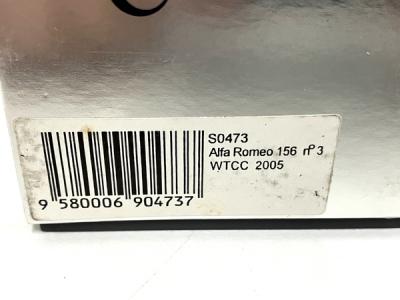 S0473
Alfa Romeo 156 nº3
WTCC 2005
9 580006 904737